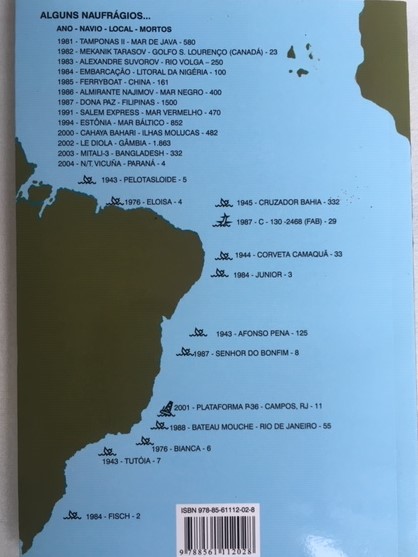 ALGUNS NAUFRÁGIOS...
ANO - NAVIO - LOCAL - MORTOS
1981 - TAMPONAS II - MAR DE JAVA - 580
1982 - MEKANIK TARASOV - GOLFO S. LOURENÇO (CANADÁ) - 23
1983 - ALEXANDRE SUVOROV - RIO VOLGA - 250
1984 - EMBARCAÇÃO - LITORAL DA NIGÉRIA - 100
1985 - FERRYBOAT - CHINA - 161
1986 - ALMIRANTE NAJIMOV - MAR NEGRO - 400
1987 - DONA PAZ - FILIPINAS - 1500
1991 - SALEM EXPRESS - MAR VERMELHO - 470
1994 - ESTÔNIA - MAR BÁLTICO - 852
2000 - CAHAYA BAHARI - ILHAS MOLUCAS - 482
2002 - LE DIOLA - GÂMBIA - 1.863
2003 - MITALI-3 - BANGLADESH - 332
2004 - N/T VICUÑA - PARANÁ - 4
1943 - PELOTASLOIDE - 5
1976 - ELOISA - 4
1945 - CRUZADOR BAHIA - 332
1987 - C - 130 -2468 (FAB) - 29
1944 - CORVETA CAMAQUÃ - 33
1984 - JUNIOR - 3
1943 - AFONSO PENA - 125
1987 - SENHOR DO BONFIM - 8
2001 - PLATAFORMA P-36 - CAMPOS, RJ - 11
1988 - BATEAU MOUCHE - RIO DE JANEIRO - 55
1976 - BIANCA - 6
1943 - TUTÓIA - 7
1984 - FISCH - 2
ISBN 978-85-61112-02-8
9 788561 112028